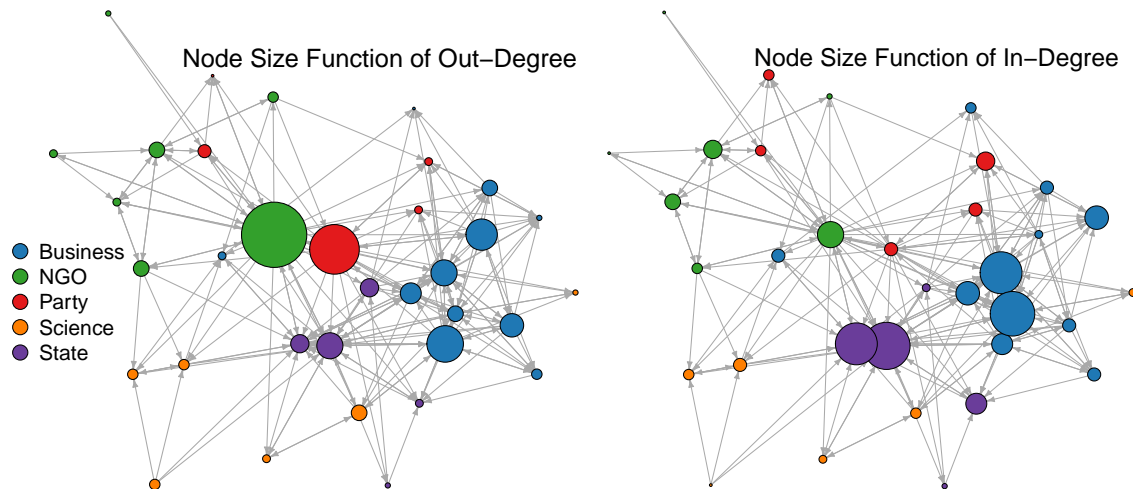 Node Size Function of Out−Degree
Node Size Function of In−Degree
Business
NGO
Party
Science
State